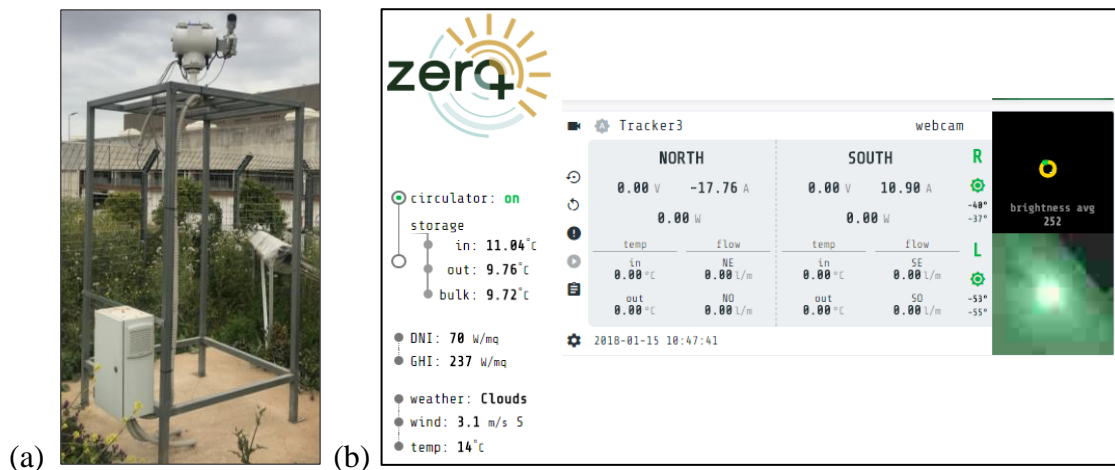 (a)
(b)
zero+
circulator: on
storage
in: 11.04°C
out: 9.76°C
bulk: 9.72°C
DNI: 70 W/mq
GHI: 237 W/mq
weather: Clouds
wind: 3.1 m/s S
temp: 14°C
A Tracker3 webcam
NORTH
0.00 V -17.76 A
0.00 W
temp flow
in NE
0.00 °C 0.00 l/m
out NO
0.00 °C 0.00 l/m
SOUTH
0.00 V 10.90 A
0.00 W
temp flow
in SE
0.00 °C 0.00 l/m
out SO
0.00 °C 0.00 l/m
R
-40°
-37°
L
-53°
-55°
brightness avg
252
2018-01-15 10:47:41